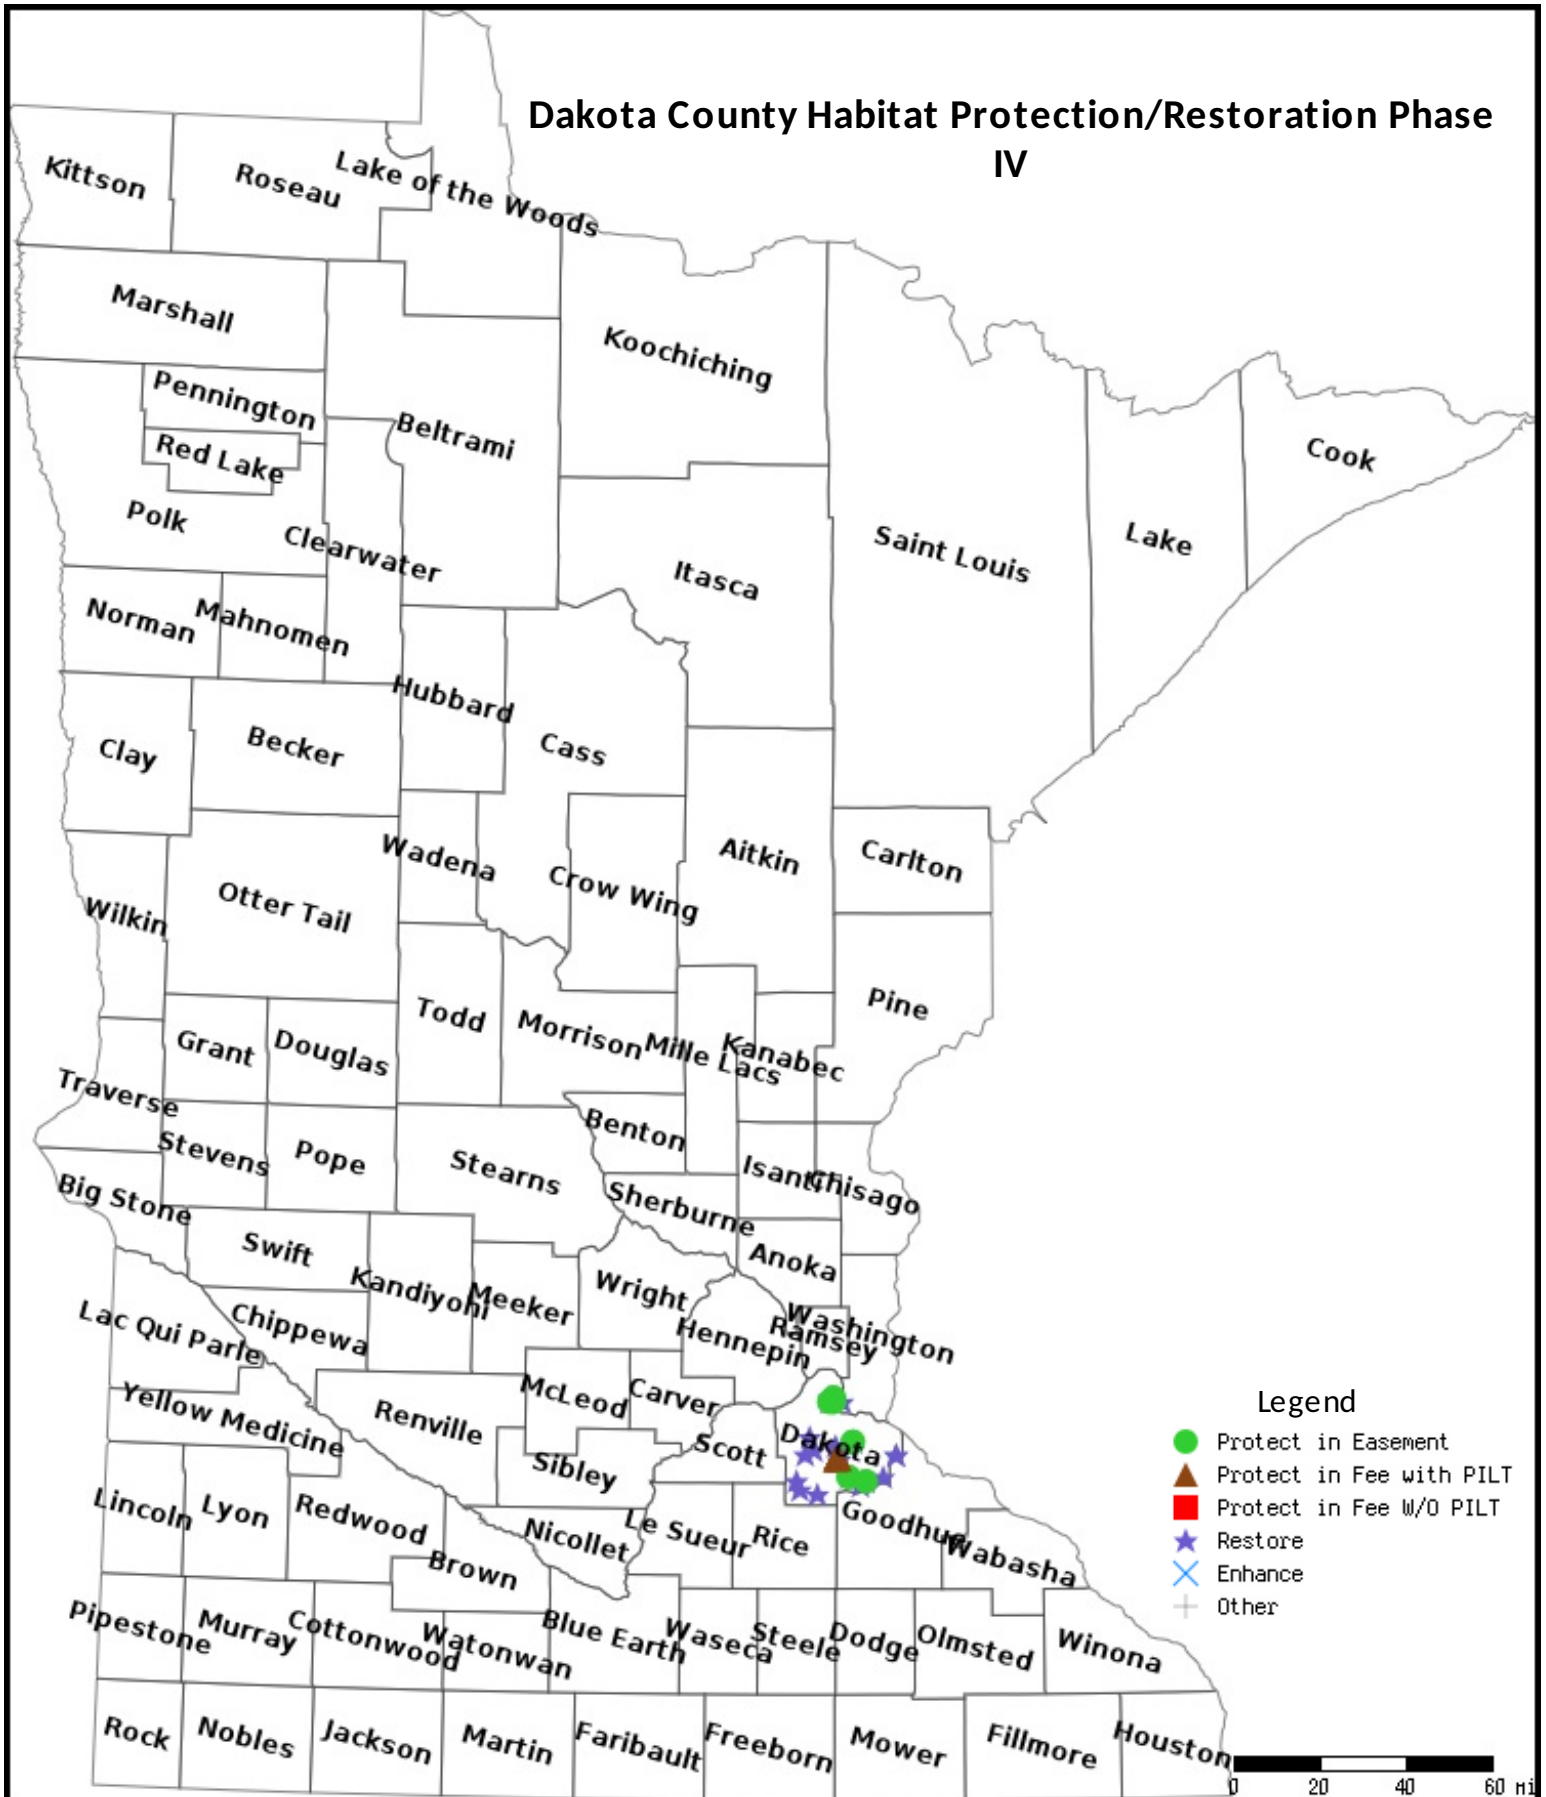 Dakota County Habitat Protection/Restoration Phase
IV
Kittson
Roseau
Lake of the Woods
Marshall
Koochiching
Pennington
Beltrami
Red Lake
Cook
Polk
Clearwater
Saint Louis
Lake
Itasca
Norman
Mahnomen
Hubbard
Clay
Becker
Cass
Wadena
Aitkin
Carlton
Otter Tail
Crow Wing
Wilkin
Pine
Todd
Morrison
Mille Lacs
Kanabec
Grant
Douglas
Traverse
Benton
Stevens
Pope
Stearns
Isanti
Chisago
Big Stone
Sherburne
Swift
Anoka
Kandiyohi
Meeker
Wright
Washington
Ramsey
Hennepin
Lac Qui Parle
Chippewa
McLeod
Carver
Yellow Medicine
Renville
Dakota
Scott
Sibley
Lincoln
Lyon
Redwood
Nicollet
Le Sueur
Rice
Goodhue
Wabasha
Brown
Pipestone
Murray
Cottonwood
Watonwan
Blue Earth
Waseca
Steele
Dodge
Olmsted
Winona
Rock
Nobles
Jackson
Martin
Faribault
Freeborn
Mower
Fillmore
Houston
Legend
Protect in Easement
Protect in Fee with PILT
Protect in Fee W/O PILT
Restore
Enhance
Other
0 20 40 60 mi